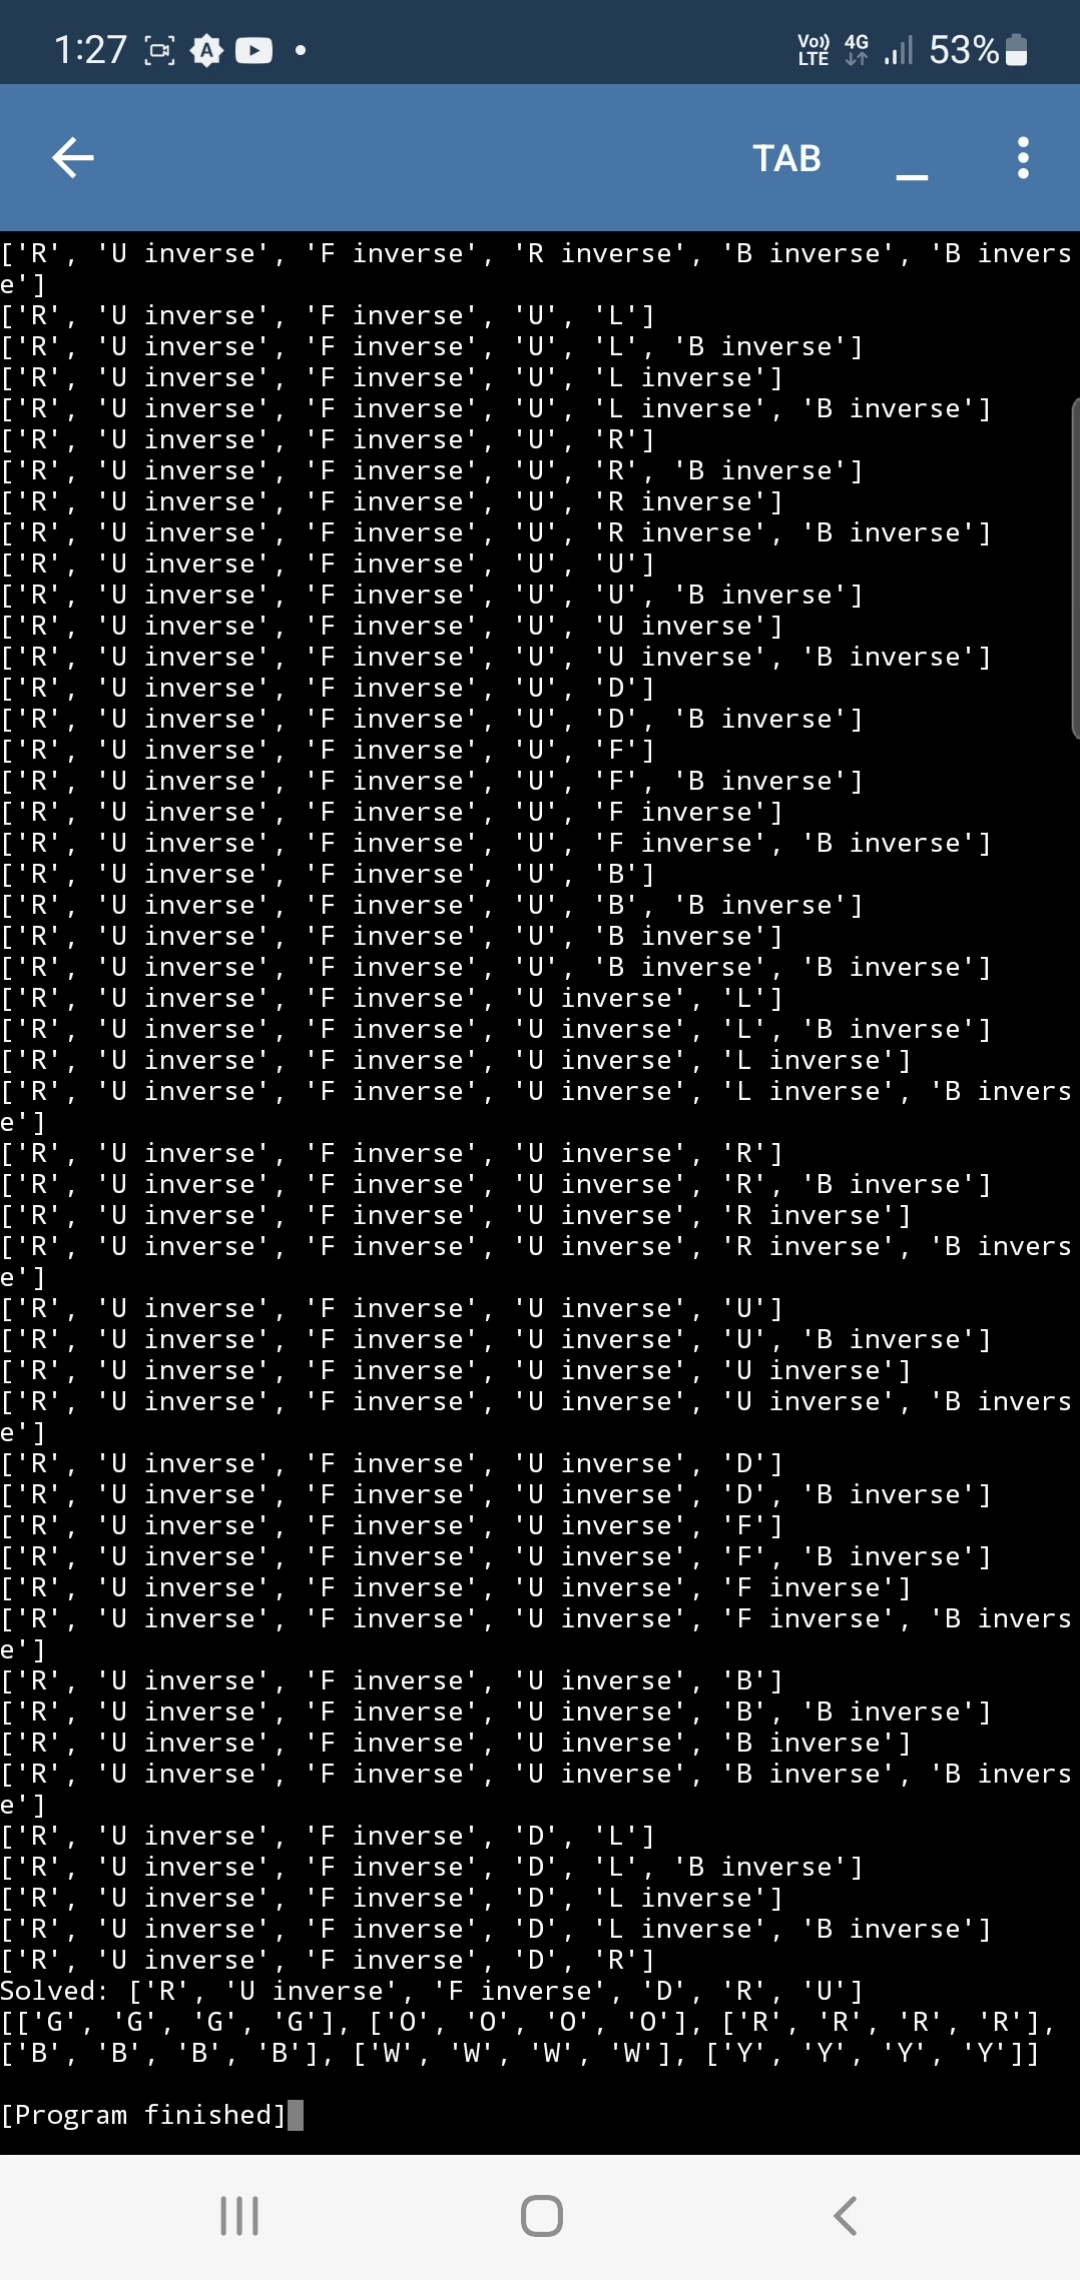 1:27
Vo)) LTE 4G 53%
TAB
['R', 'U inverse', 'F inverse', 'R inverse', 'B inverse', 'B invers
e']
['R', 'U inverse', 'F inverse', 'U', 'L']
['R', 'U inverse', 'F inverse', 'U', 'L', 'B inverse']
['R', 'U inverse', 'F inverse', 'U', 'L inverse']
['R', 'U inverse', 'F inverse', 'U', 'L inverse', 'B inverse']
['R', 'U inverse', 'F inverse', 'U', 'R']
['R', 'U inverse', 'F inverse', 'U', 'R', 'B inverse']
['R', 'U inverse', 'F inverse', 'U', 'R inverse']
['R', 'U inverse', 'F inverse', 'U', 'R inverse', 'B inverse']
['R', 'U inverse', 'F inverse', 'U', 'U']
['R', 'U inverse', 'F inverse', 'U', 'U', 'B inverse']
['R', 'U inverse', 'F inverse', 'U', 'U inverse']
['R', 'U inverse', 'F inverse', 'U', 'U inverse', 'B inverse']
['R', 'U inverse', 'F inverse', 'U', 'D']
['R', 'U inverse', 'F inverse', 'U', 'D', 'B inverse']
['R', 'U inverse', 'F inverse', 'U', 'F']
['R', 'U inverse', 'F inverse', 'U', 'F', 'B inverse']
['R', 'U inverse', 'F inverse', 'U', 'F inverse']
['R', 'U inverse', 'F inverse', 'U', 'F inverse', 'B inverse']
['R', 'U inverse', 'F inverse', 'U', 'B']
['R', 'U inverse', 'F inverse', 'U', 'B', 'B inverse']
['R', 'U inverse', 'F inverse', 'U', 'B inverse']
['R', 'U inverse', 'F inverse', 'U', 'B inverse', 'B inverse']
['R', 'U inverse', 'F inverse', 'U inverse', 'L']
['R', 'U inverse', 'F inverse', 'U inverse', 'L', 'B inverse']
['R', 'U inverse', 'F inverse', 'U inverse', 'L inverse']
['R', 'U inverse', 'F inverse', 'U inverse', 'L inverse', 'B invers
e']
['R', 'U inverse', 'F inverse', 'U inverse', 'R']
['R', 'U inverse', 'F inverse', 'U inverse', 'R', 'B inverse']
['R', 'U inverse', 'F inverse', 'U inverse', 'R inverse']
['R', 'U inverse', 'F inverse', 'U inverse', 'R inverse', 'B invers
e']
['R', 'U inverse', 'F inverse', 'U inverse', 'U']
['R', 'U inverse', 'F inverse', 'U inverse', 'U', 'B inverse']
['R', 'U inverse', 'F inverse', 'U inverse', 'U inverse']
['R', 'U inverse', 'F inverse', 'U inverse', 'U inverse', 'B invers
e']
['R', 'U inverse', 'F inverse', 'U inverse', 'D']
['R', 'U inverse', 'F inverse', 'U inverse', 'D', 'B inverse']
['R', 'U inverse', 'F inverse', 'U inverse', 'F']
['R', 'U inverse', 'F inverse', 'U inverse', 'F', 'B inverse']
['R', 'U inverse', 'F inverse', 'U inverse', 'F inverse']
['R', 'U inverse', 'F inverse', 'U inverse', 'F inverse', 'B invers
e']
['R', 'U inverse', 'F inverse', 'U inverse', 'B']
['R', 'U inverse', 'F inverse', 'U inverse', 'B', 'B inverse']
['R', 'U inverse', 'F inverse', 'U inverse', 'B inverse']
['R', 'U inverse', 'F inverse', 'U inverse', 'B inverse', 'B invers
e']
['R', 'U inverse', 'F inverse', 'D', 'L']
['R', 'U inverse', 'F inverse', 'D', 'L', 'B inverse']
['R', 'U inverse', 'F inverse', 'D', 'L inverse']
['R', 'U inverse', 'F inverse', 'D', 'L inverse', 'B inverse']
['R', 'U inverse', 'F inverse', 'D', 'R']
Solved: ['R', 'U inverse', 'F inverse', 'D', 'R', 'U']
[['G', 'G', 'G', 'G'], ['O', 'O', 'O', 'O'], ['R', 'R', 'R', 'R'],
['B', 'B', 'B', 'B'], ['W', 'W', 'W', 'W'], ['Y', 'Y', 'Y', 'Y']]
[Program finished]